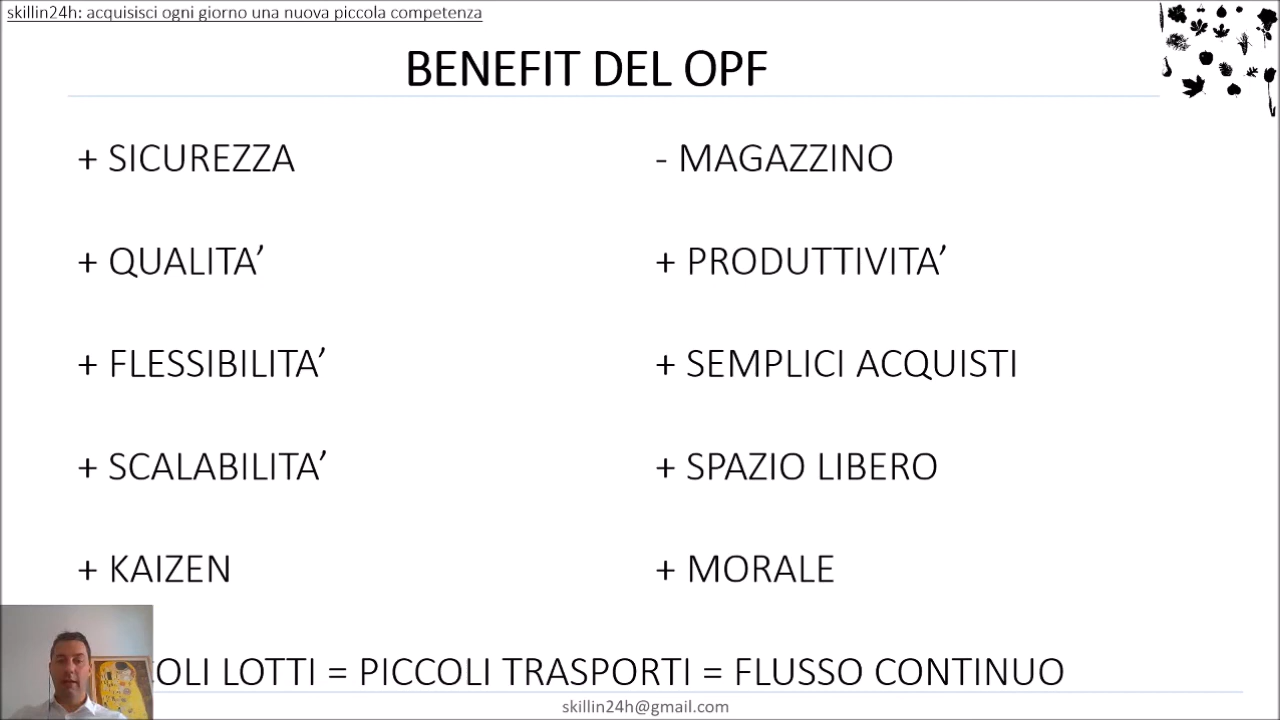 skillin24h: acquisisci ogni giorno una nuova piccola competenza
BENEFIT DEL OPF
+ SICUREZZA
+ QUALITA’
+ FLESSIBILITA’
+ SCALABILITA’
+ KAIZEN
- MAGAZZINO
+ PRODUTTIVITA’
+ SEMPLICI ACQUISTI
+ SPAZIO LIBERO
+ MORALE
LOTTI = PICCOLI TRASPORTI = FLUSSO CONTINUO
skillin24h@gmail.com